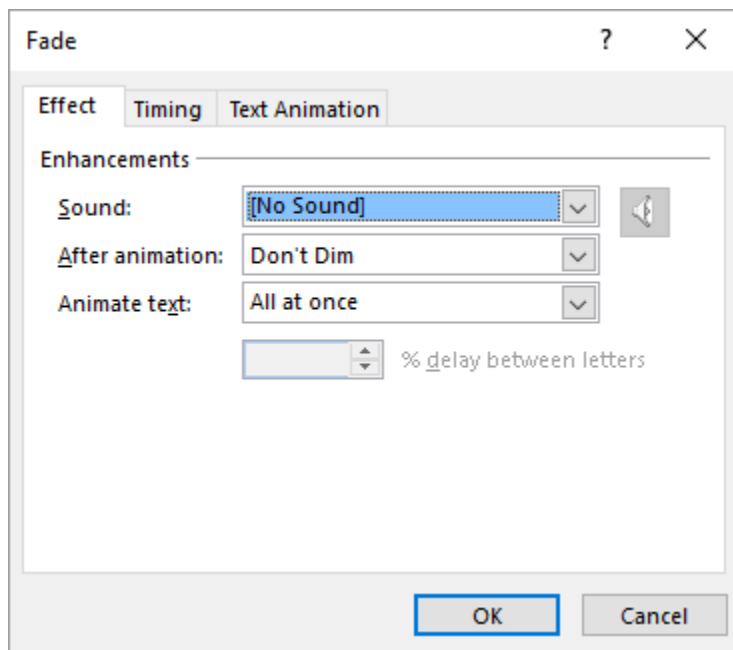 Fade
Effect Timing Text Animation
Enhancements
Sound: [No Sound]
After animation: Don't Dim
Animate text: All at once
% delay between letters
OK Cancel